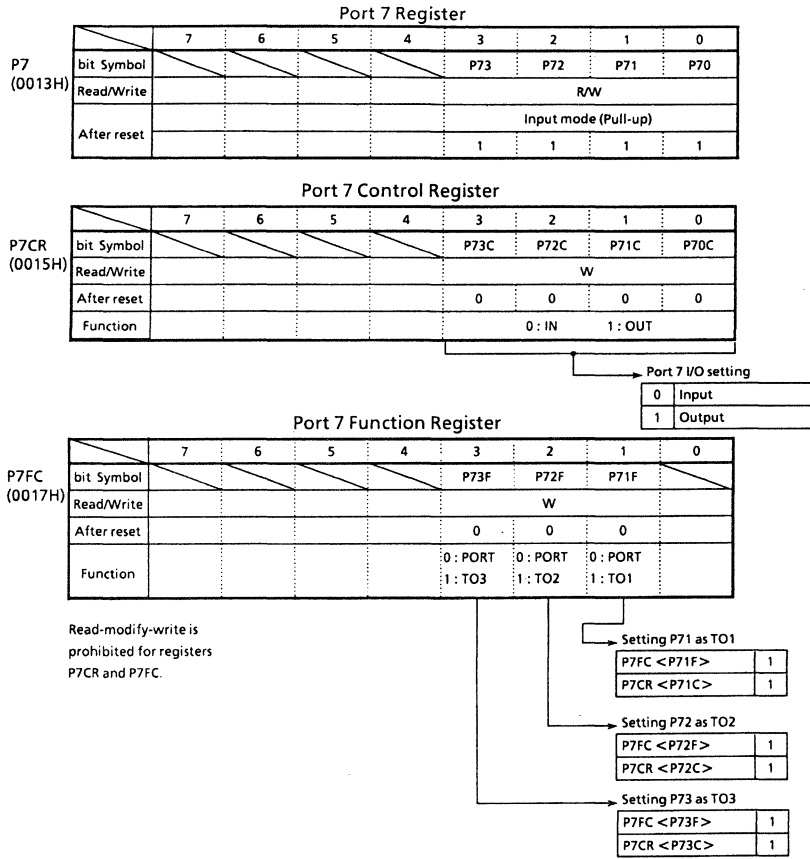 Port 7 Register
7 6 5 4 3 2 1 0
P7
(0013H)
bit Symbol P73 P72 P71 P70
Read/Write R/W
After reset Input mode (Pull-up)
1 1 1 1
Port 7 Control Register
7 6 5 4 3 2 1 0
P7CR
(0015H)
bit Symbol P73C P72C P71C P70C
Read/Write W
After reset 0 0 0 0
Function 0 : IN 1 : OUT
Port 7 I/O setting
0 Input
1 Output
Port 7 Function Register
7 6 5 4 3 2 1 0
P7FC
(0017H)
bit Symbol P73F P72F P71F
Read/Write W
After reset 0 0 0
Function 0 : PORT 0 : PORT 0 : PORT
1 : TO3 1 : TO2 1 : TO1
Read-modify-write is
prohibited for registers
P7CR and P7FC.
Setting P71 as TO1
P7FC <P71F> 1
P7CR <P71C> 1
Setting P72 as TO2
P7FC <P72F> 1
P7CR <P72C> 1
Setting P73 as TO3
P7FC <P73F> 1
P7CR <P73C> 1